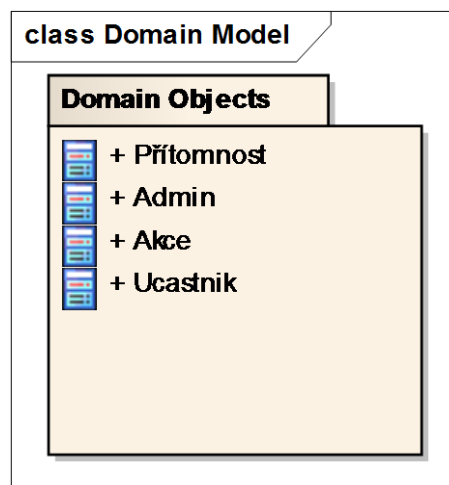 class Domain Model
Domain Objects
+ Přítomnost
+ Admin
+ Akce
+ Ucastnik